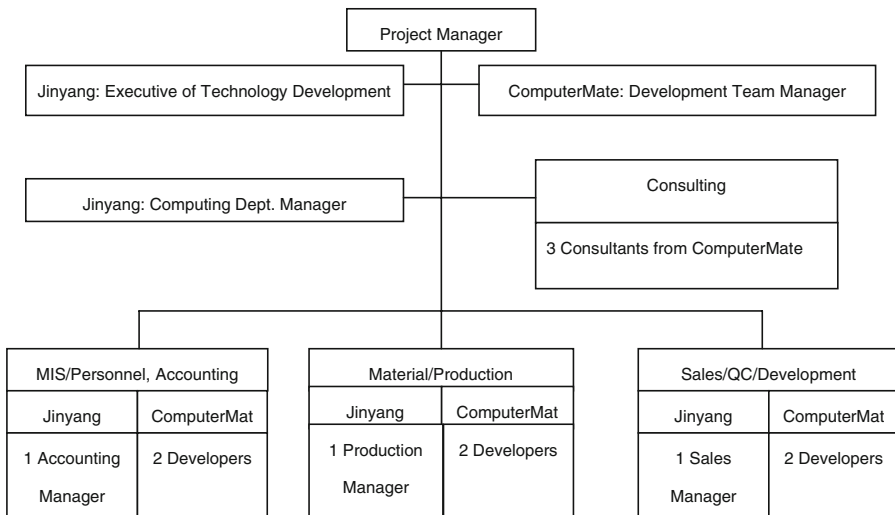 Project Manager
Jinyang: Executive of Technology Development
ComputerMate: Development Team Manager
Jinyang: Computing Dept. Manager
Consulting
3 Consultants from ComputerMate
MIS/Personnel, Accounting
Jinyang
ComputerMat
1 Accounting
Manager
2 Developers
Material/Production
Jinyang
ComputerMat
1 Production
Manager
2 Developers
Sales/QC/Development
Jinyang
ComputerMat
1 Sales
Manager
2 Developers